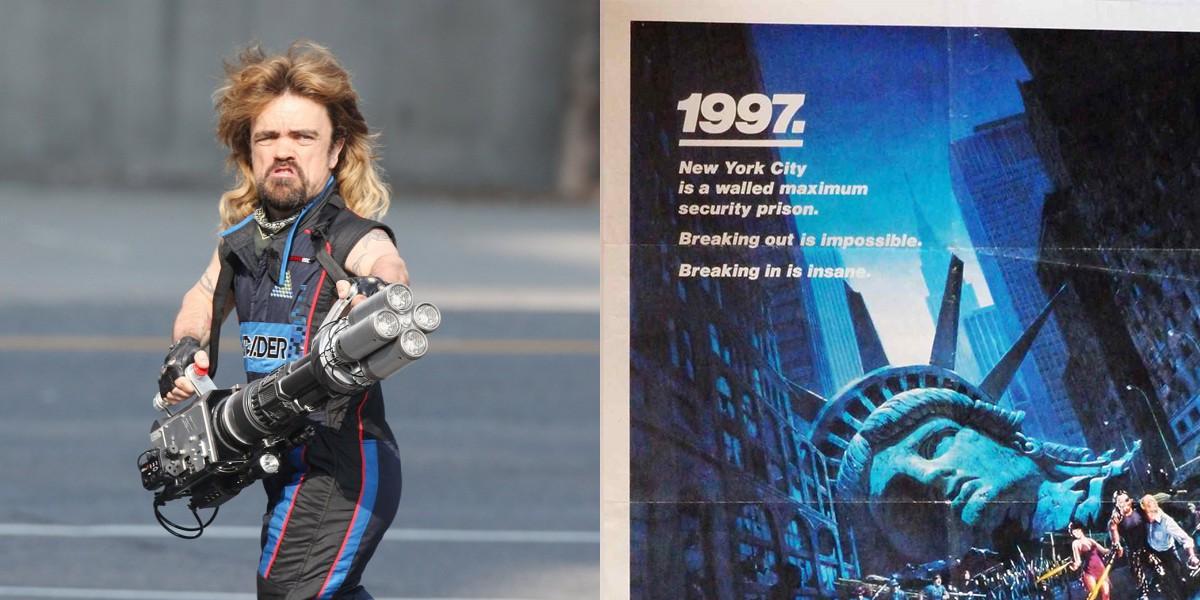 1997.
New York City
is a walled maximum
security prison.
Breaking out is impossible.
Breaking in is insane.